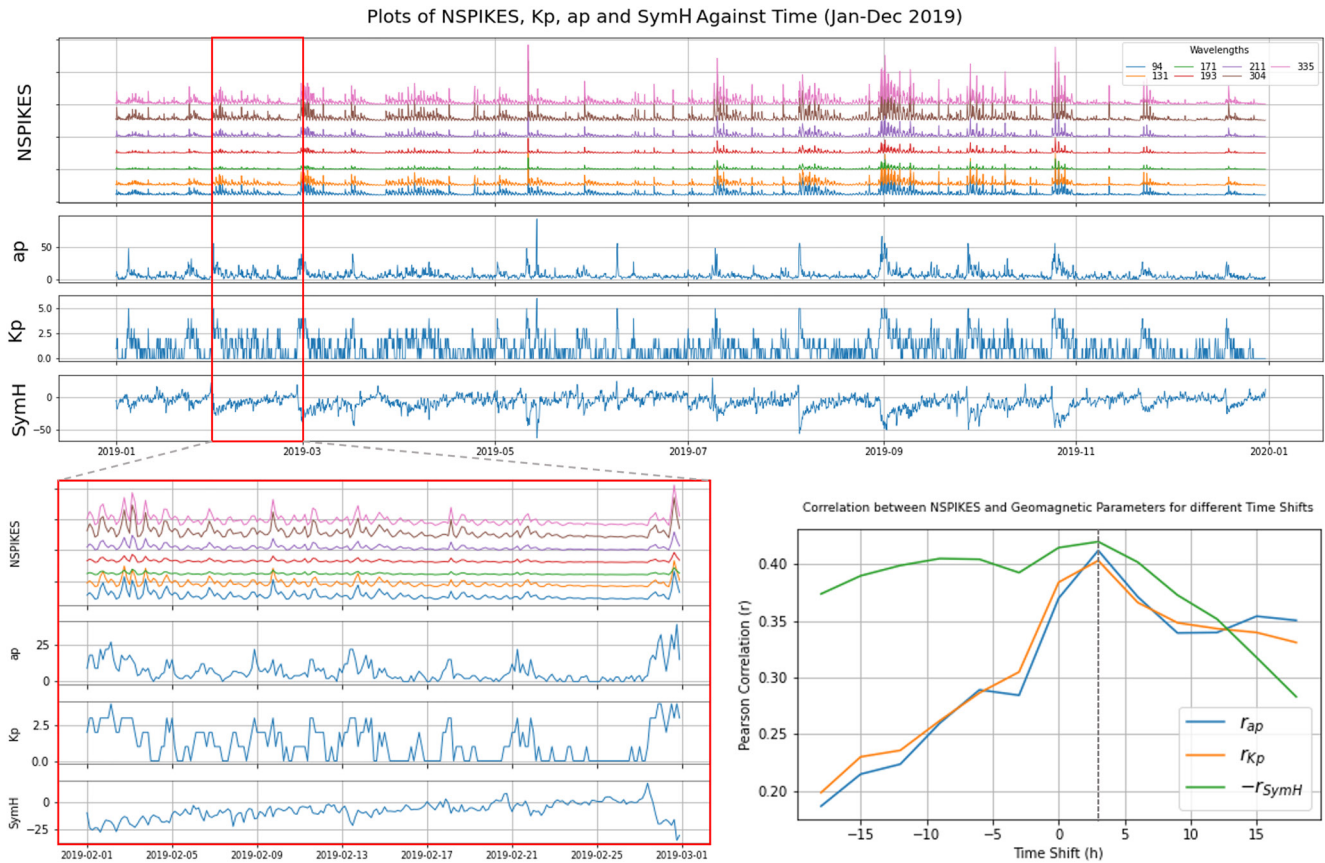 Plots of NSPIKES, Kp, ap and SymH Against Time (Jan-Dec 2019)
NSPIKES
Wavelengths
94 171 211 335
131 193 304
ap
50
0
Kp
5.0
2.5
0.0
SymH
0
−50
2019-01 2019-03 2019-05 2019-07 2019-09 2019-11 2020-01
NSPIKES
ap
25
0
Kp
2.5
0.0
SymH
0
−25
2019-02-01 2019-02-05 2019-02-09 2019-02-13 2019-02-17 2019-02-21 2019-02-25 2019-03-01
Correlation between NSPIKES and Geomagnetic Parameters for different Time Shifts
Pearson Correlation (r)
0.40
0.35
0.30
0.25
0.20
r_ap
r_Kp
−r_SymH
−15 −10 −5 0 5 10 15
Time Shift (h)